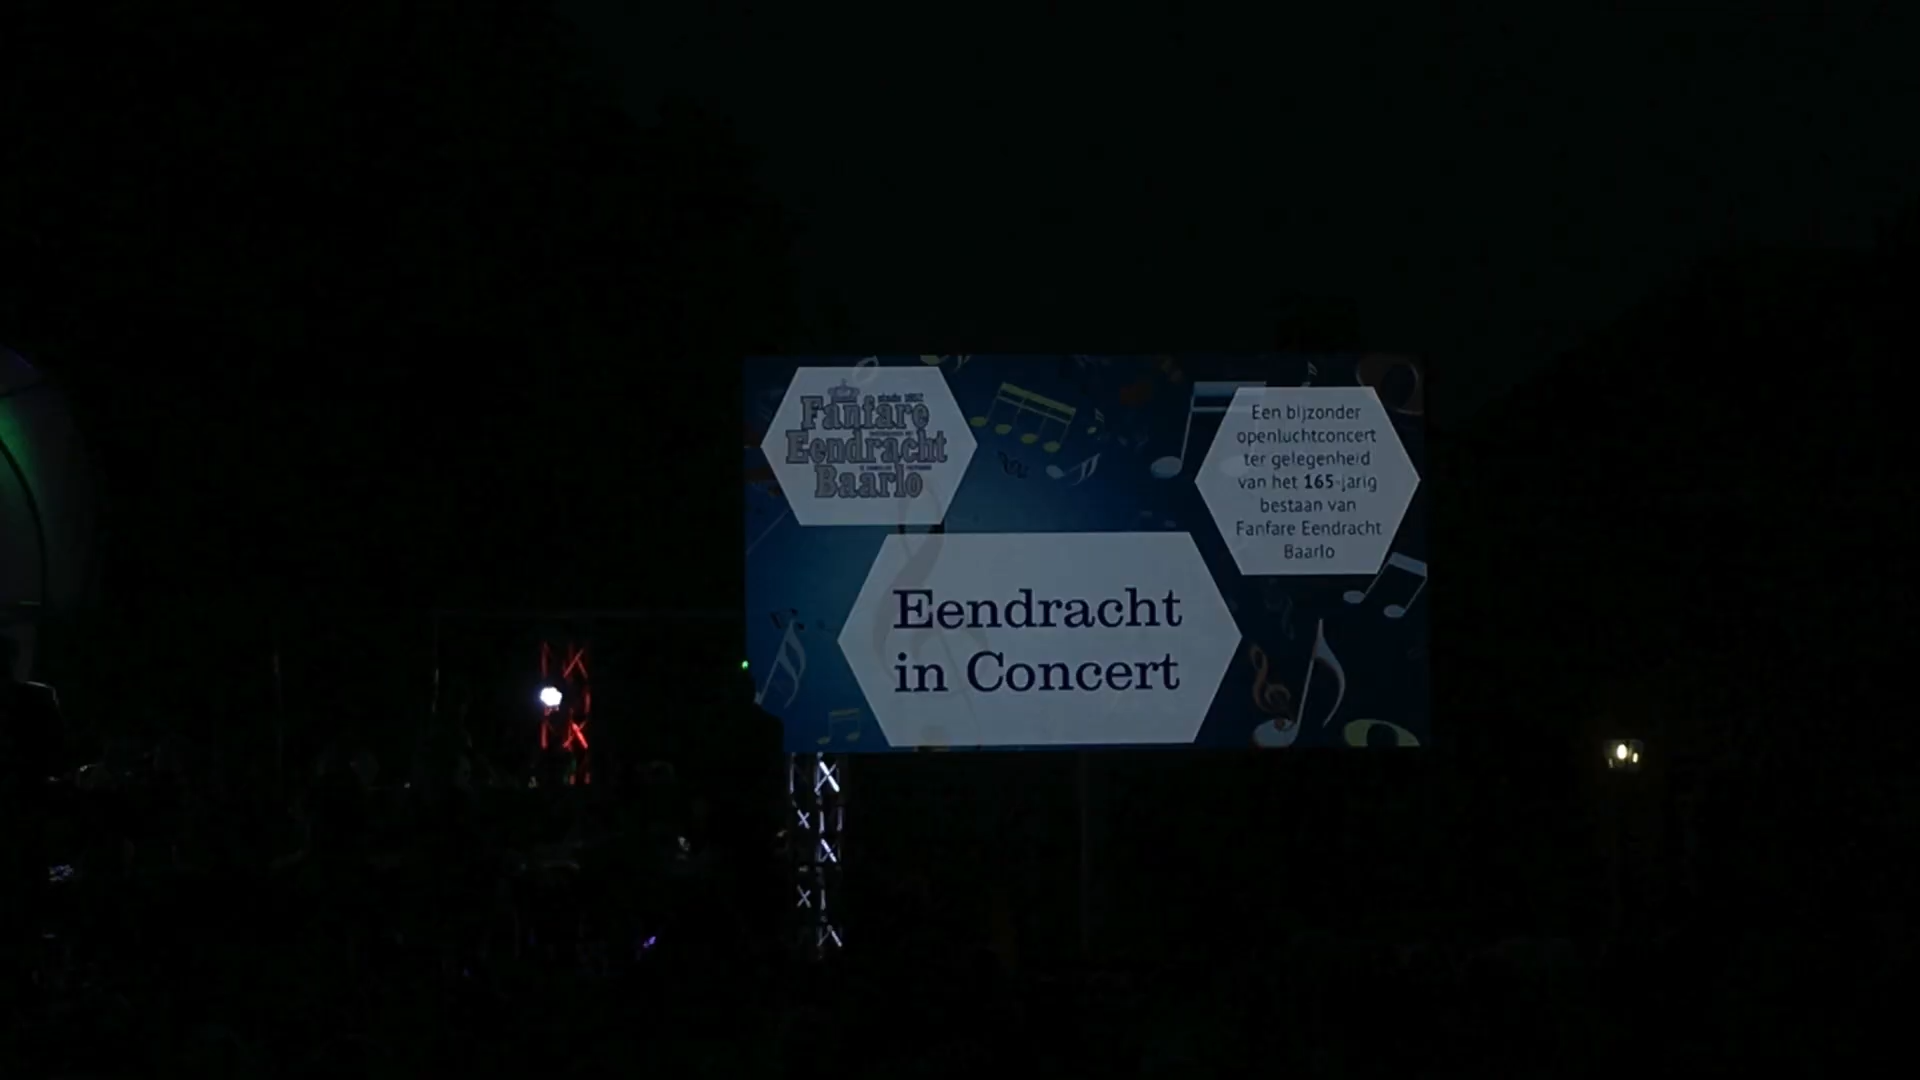 Fanfare
Eendracht
Baarlo
Een bijzonder
openluchtconcert
ter gelegenheid
van het 165-jarig
bestaan van
Fanfare Eendracht
Baarlo
Eendracht
in Concert